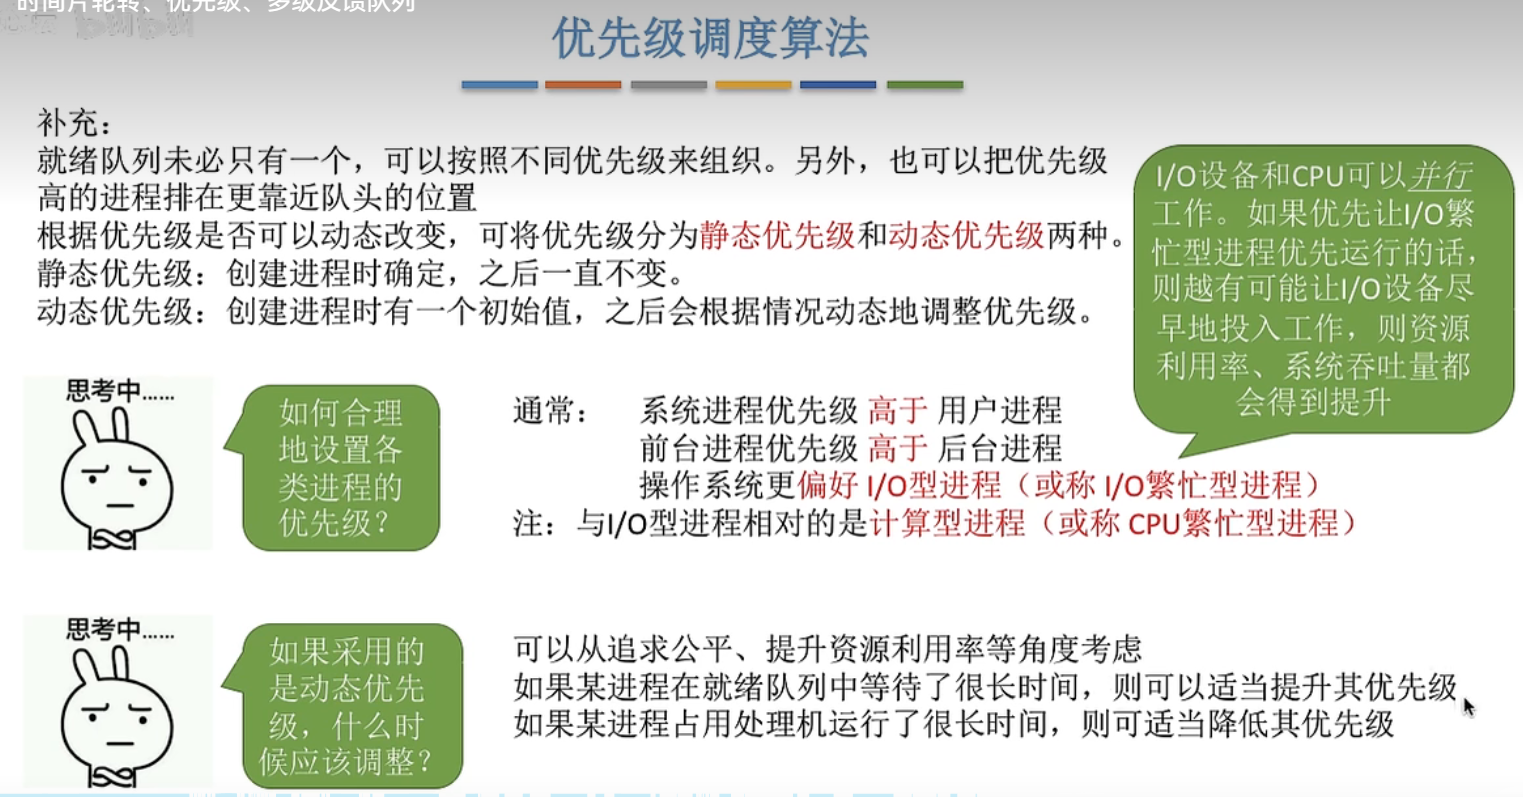 时间片轮转、优先级、多级反馈队列
优先级调度算法
补充：
就绪队列未必只有一个，可以按照不同优先级来组织。另外，也可以把优先级
高的进程排在更靠近队头的位置
根据优先级是否可以动态改变，可将优先级分为静态优先级和动态优先级两种。
静态优先级：创建进程时确定，之后一直不变。
动态优先级：创建进程时有一个初始值，之后会根据情况动态地调整优先级。
I/O设备和CPU可以并行
工作。如果优先让I/O繁
忙型进程优先运行的话，
则越有可能让I/O设备尽
早地投入工作，则资源
利用率、系统吞吐量都
会得到提升
思考中......
如何合理
地设置各
类进程的
优先级？
通常： 系统进程优先级 高于 用户进程
前台进程优先级 高于 后台进程
操作系统更偏好 I/O型进程（或称 I/O繁忙型进程）
注：与I/O型进程相对的是计算型进程（或称 CPU繁忙型进程）
思考中......
如果采用的
是动态优先
级，什么时
候应该调整？
可以从追求公平、提升资源利用率等角度考虑
如果某进程在就绪队列中等待了很长时间，则可以适当提升其优先级
如果某进程占用处理机运行了很长时间，则可适当降低其优先级